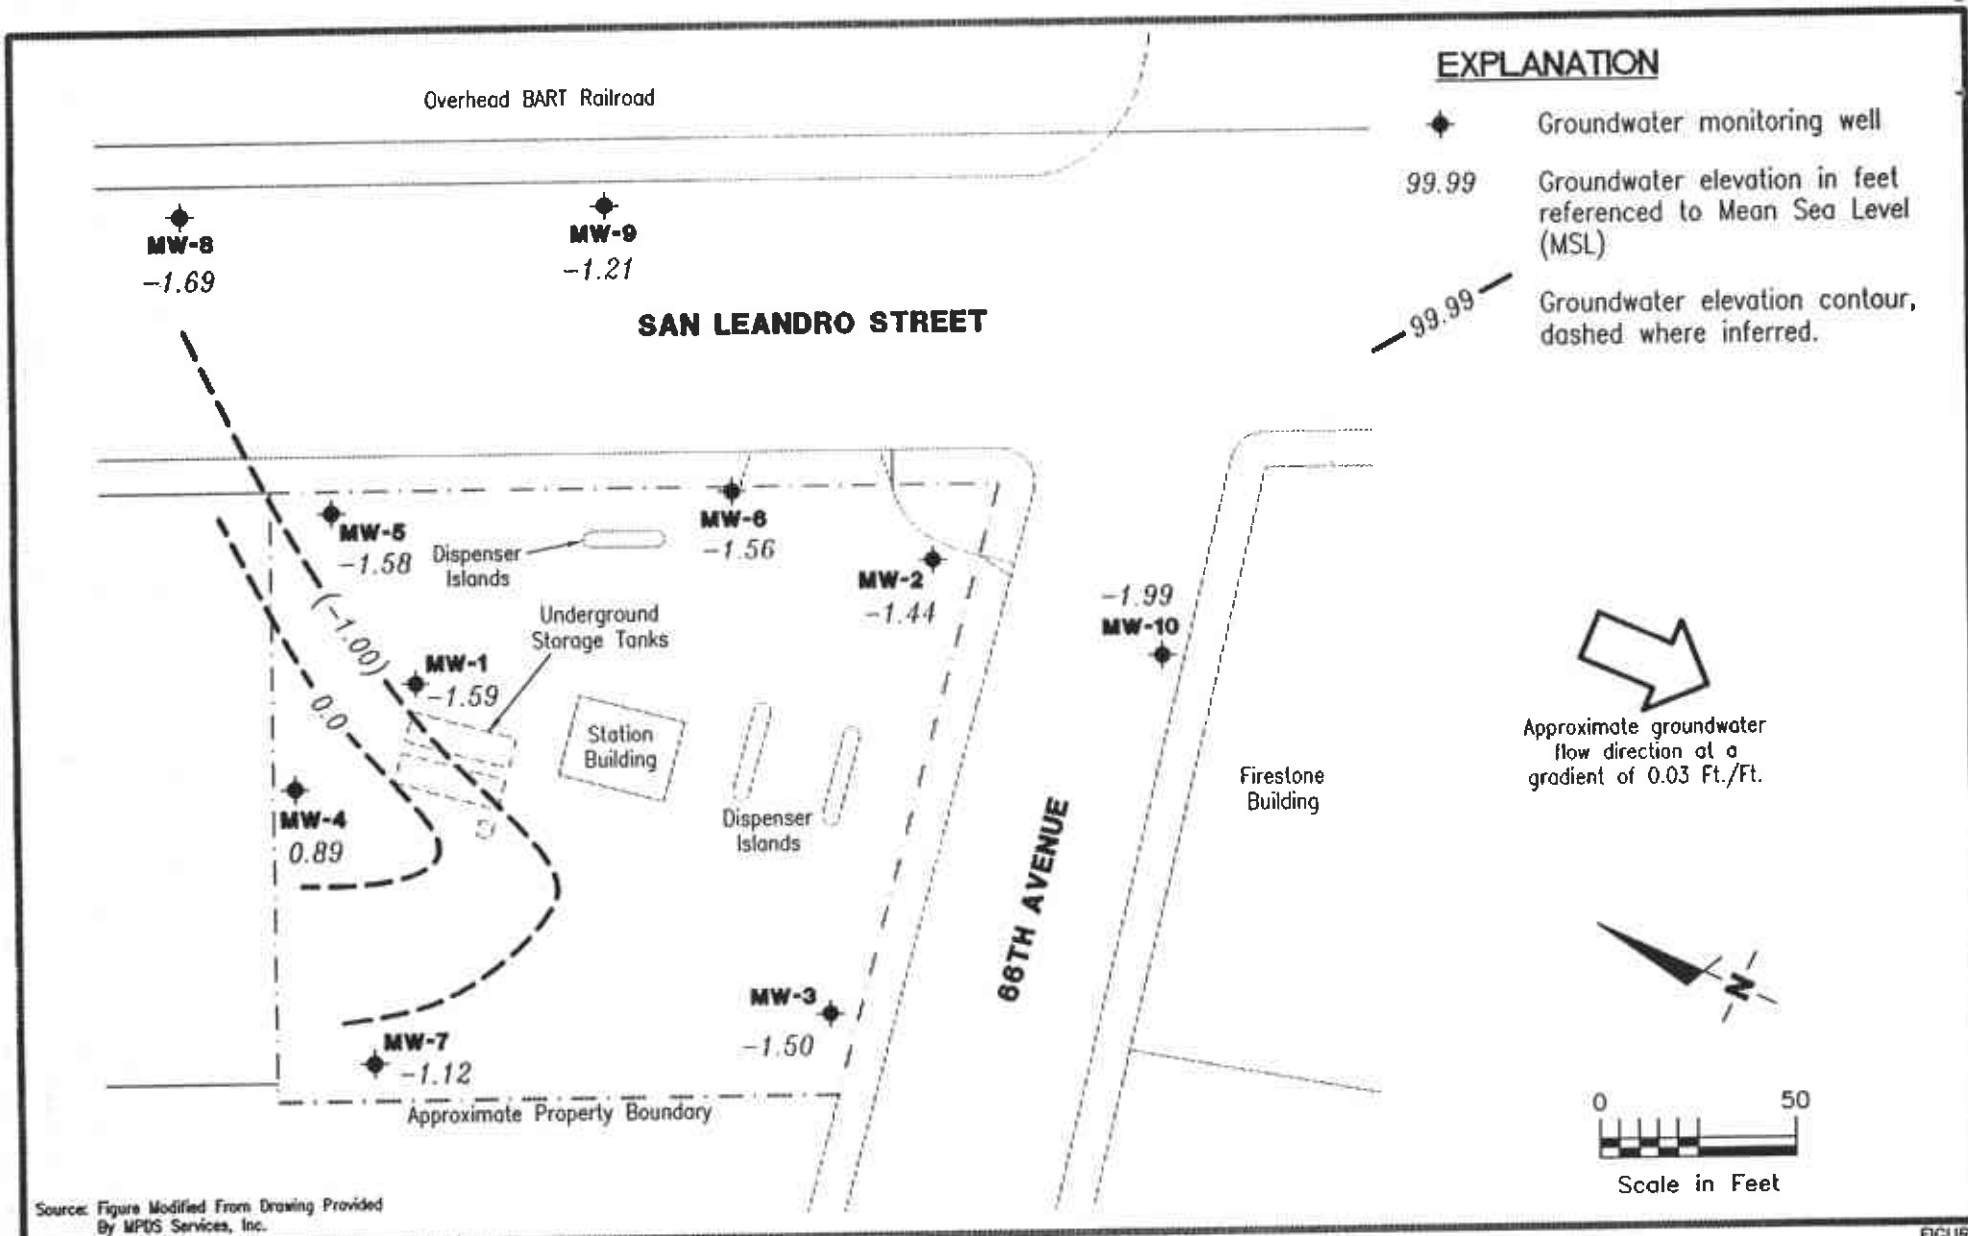 EXPLANATION
Groundwater monitoring well
99.99
Groundwater elevation in feet
referenced to Mean Sea Level
(MSL)
99.99
Groundwater elevation contour,
dashed where inferred.
Overhead BART Railroad
MW-8
-1.69
MW-9
-1.21
SAN LEANDRO STREET
MW-5
-1.58
Dispenser
Islands
MW-6
-1.56
MW-2
-1.44
-1.99
MW-10
(-1.00)
0.0
Underground
Storage Tanks
MW-1
-1.59
Station
Building
MW-4
0.89
Dispenser
Islands
66TH AVENUE
Firestone
Building
Approximate groundwater
flow direction at a
gradient of 0.03 Ft./Ft.
N
MW-3
-1.50
MW-7
-1.12
Approximate Property Boundary
0 50
Scale in Feet
Source: Figure Modified From Drawing Provided
By MPDS Services, Inc.